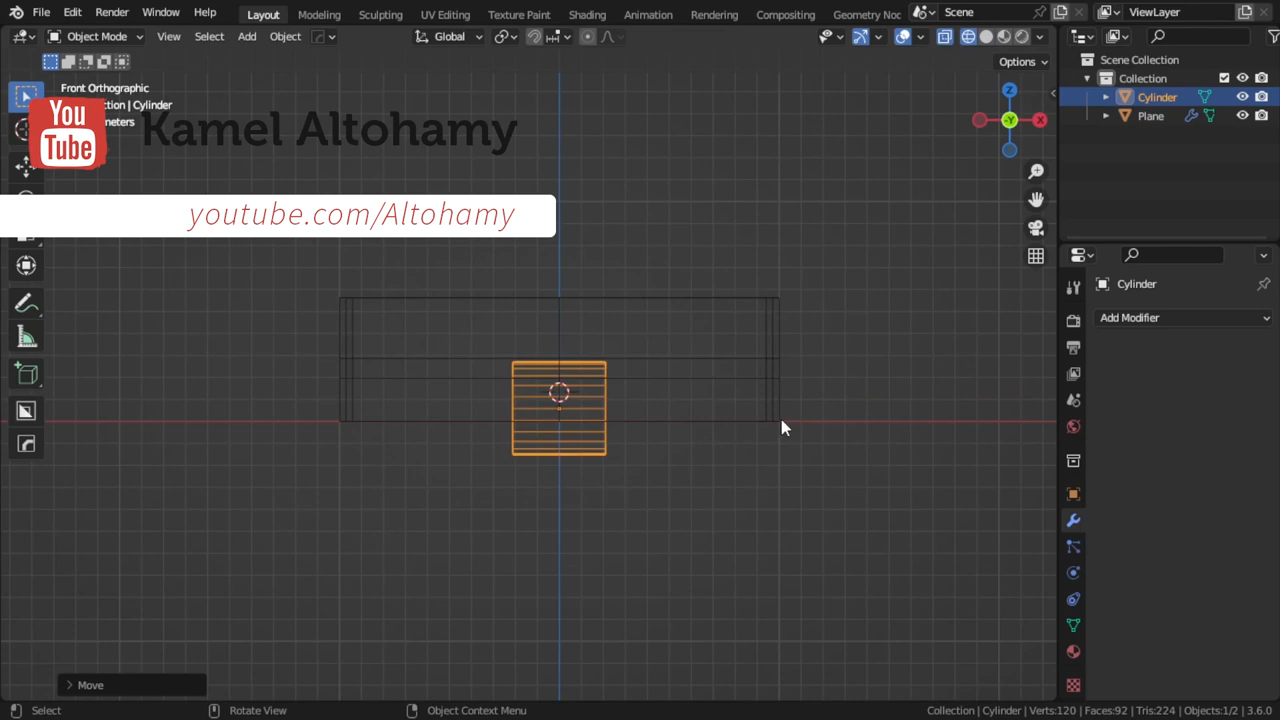 File Edit Render Window Help Layout Modeling Sculpting UV Editing Texture Paint Shading Animation Rendering Compositing Geometry Noc Scene ViewLayer
Object Mode View Select Add Object Global
Options
Scene Collection
Collection
Cylinder
Plane
Front Orthographic
ection | Cylinder
meters
You
Tube
Kamel Altohamy
youtube.com/Altohamy
Z
-Y
X
Cylinder
Add Modifier
Move
Select Rotate View Object Context Menu Collection | Cylinder | Verts:120 | Faces:92 | Tris:224 | Objects:1/2 | 3.6.0